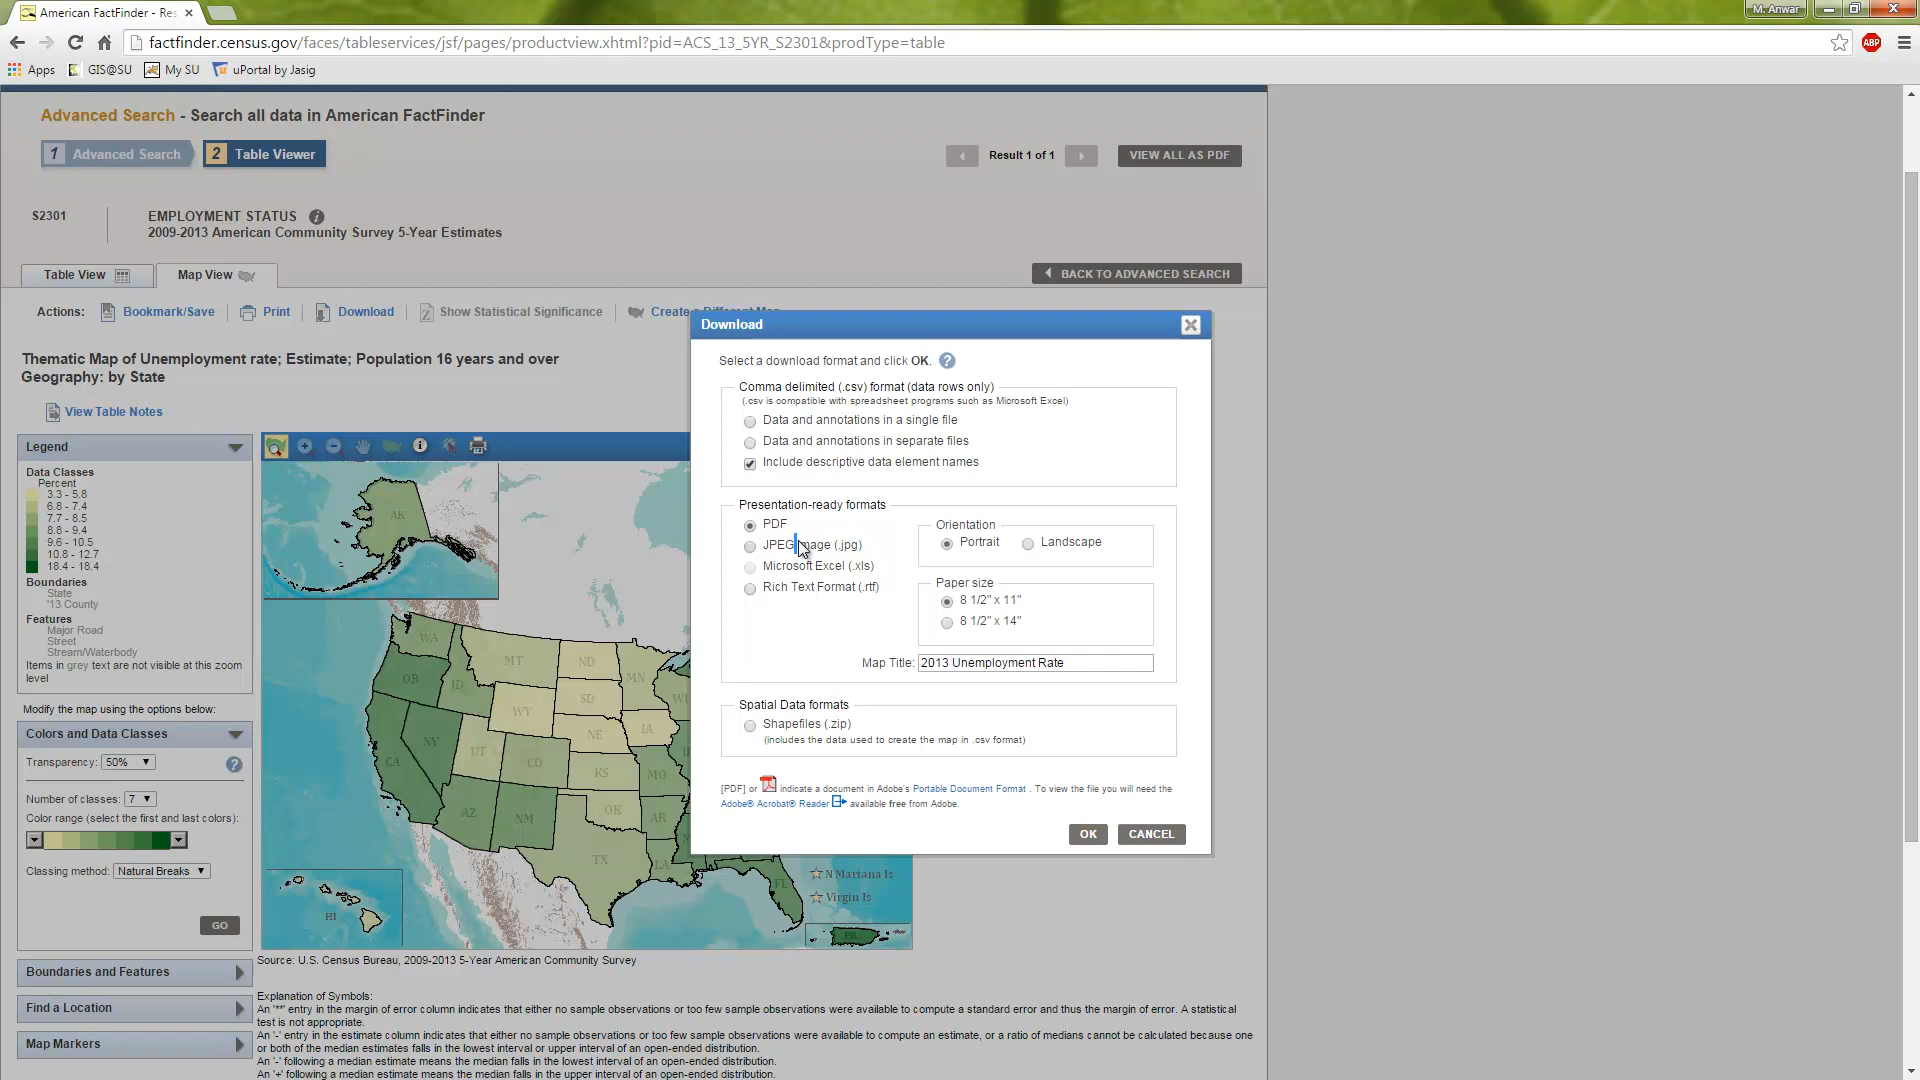 American FactFinder - Res
M. Anwar
factfinder.census.gov/faces/tableservices/jsf/pages/productview.xhtml?pid=ACS_13_5YR_S2301&prodType=table
ABP
Apps GIS@SU My SU uPortal by Jasig
Advanced Search - Search all data in American FactFinder
1 Advanced Search 2 Table Viewer
Result 1 of 1
VIEW ALL AS PDF
S2301
EMPLOYMENT STATUS
2009-2013 American Community Survey 5-Year Estimates
Table View Map View
BACK TO ADVANCED SEARCH
Actions: Bookmark/Save Print Download Show Statistical Significance Create
Thematic Map of Unemployment rate; Estimate; Population 16 years and over
Geography: by State
View Table Notes
Legend
Data Classes
Percent
3.3 - 5.8
6.8 - 7.4
7.7 - 8.5
8.8 - 9.4
9.6 - 10.5
10.8 - 12.7
18.4 - 18.4
Boundaries
State
'13 County
Features
Major Road
Street
Stream/Waterbody
Items in grey text are not visible at this zoom
level
Modify the map using the options below:
Colors and Data Classes
Transparency: 50%
Number of classes: 7
Color range (select the first and last colors):
Classing method: Natural Breaks
GO
Boundaries and Features
Find a Location
Map Markers
AK
WA
MT
ND
MN
OR
ID
SD
WI
WY
IA
NV
UT
NE
CA
CO
KS
MO
AZ
NM
OK
AR
TX
LA
FL
HI
PR
N Mariana Is
Virgin Is
Download
Select a download format and click OK.
Comma delimited (.csv) format (data rows only)
(.csv is compatible with spreadsheet programs such as Microsoft Excel)
Data and annotations in a single file
Data and annotations in separate files
Include descriptive data element names
Presentation-ready formats
PDF
JPEG image (.jpg)
Microsoft Excel (.xls)
Rich Text Format (.rtf)
Orientation
Portrait Landscape
Paper size
8 1/2" x 11"
8 1/2" x 14"
Map Title: 2013 Unemployment Rate
Spatial Data formats
Shapefiles (.zip)
(includes the data used to create the map in .csv format)
[PDF] or indicate a document in Adobe's Portable Document Format . To view the file you will need the
Adobe® Acrobat® Reader available free from Adobe.
OK CANCEL
Source: U.S. Census Bureau, 2009-2013 5-Year American Community Survey
Explanation of Symbols:
An '**' entry in the margin of error column indicates that either no sample observations or too few sample observations were available to compute a standard error and thus the margin of error. A statistical
test is not appropriate.
An '-' entry in the estimate column indicates that either no sample observations or too few sample observations were available to compute an estimate, or a ratio of medians cannot be calculated because one
or both of the median estimates falls in the lowest interval or upper interval of an open-ended distribution.
An '-' following a median estimate means the median falls in the lowest interval of an open-ended distribution.
An '+' following a median estimate means the median falls in the upper interval of an open-ended distribution.